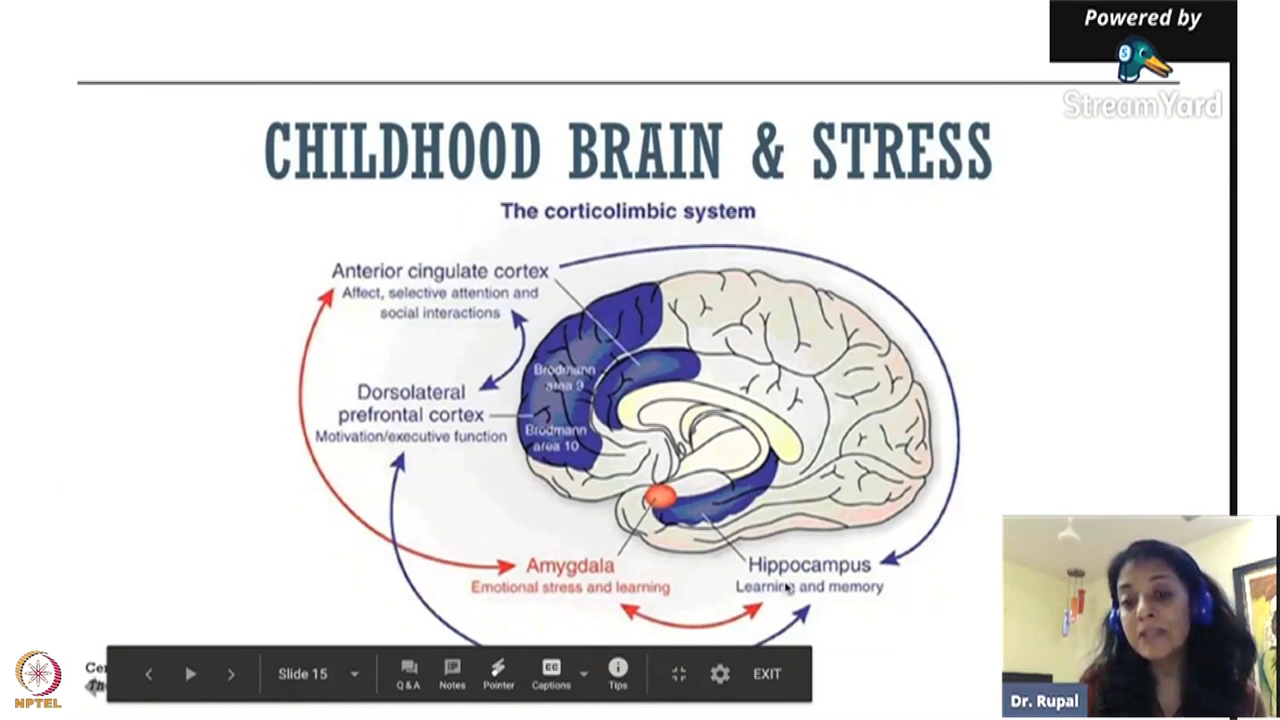 Powered by
StreamYard
CHILDHOOD BRAIN & STRESS
The corticolimbic system
Anterior cingulate cortex
Affect, selective attention and
social interactions
Dorsolateral
prefrontal cortex
Motivation/executive function
Brodmann
area 9
Brodmann
area 10
Amygdala
Emotional stress and learning
Hippocampus
Learning and memory
Slide 15
Q&A
Notes
Pointer
CC
Captions
Tips
EXIT
NPTEL
Dr. Rupal